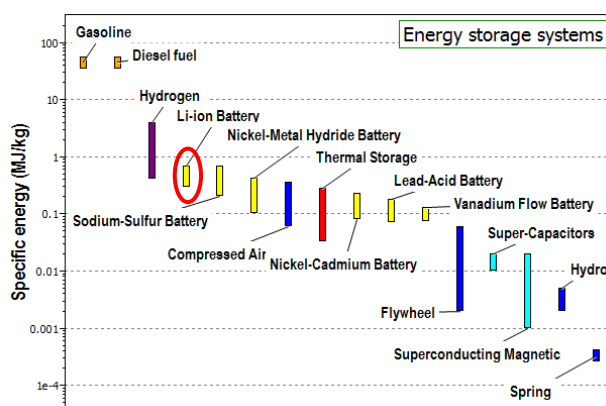 Energy storage systems
Gasoline
Diesel fuel
Hydrogen
Li-ion Battery
Nickel-Metal Hydride Battery
Thermal Storage
Lead-Acid Battery
Vanadium Flow Battery
Sodium-Sulfur Battery
Compressed Air
Nickel-Cadmium Battery
Super-Capacitors
Hydro
Flywheel
Superconducting Magnetic
Spring
Specific energy (MJ/kg)
100
10
1
0.1
0.01
0.001
1e-4